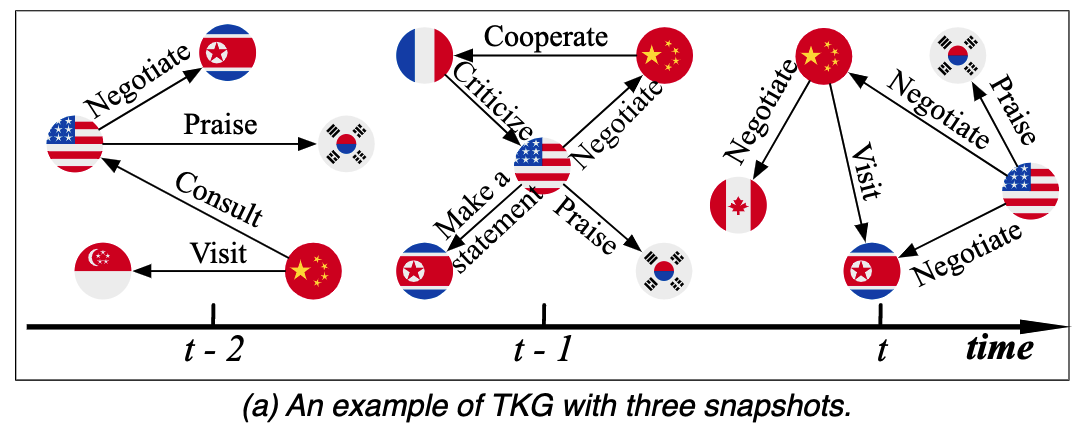 Negotiate
Praise
Consult
Visit
Cooperate
Criticize
Negotiate
Make a
statement
Praise
Negotiate
Visit
Negotiate
Praise
Negotiate
t - 2
t - 1
t
time
(a) An example of TKG with three snapshots.